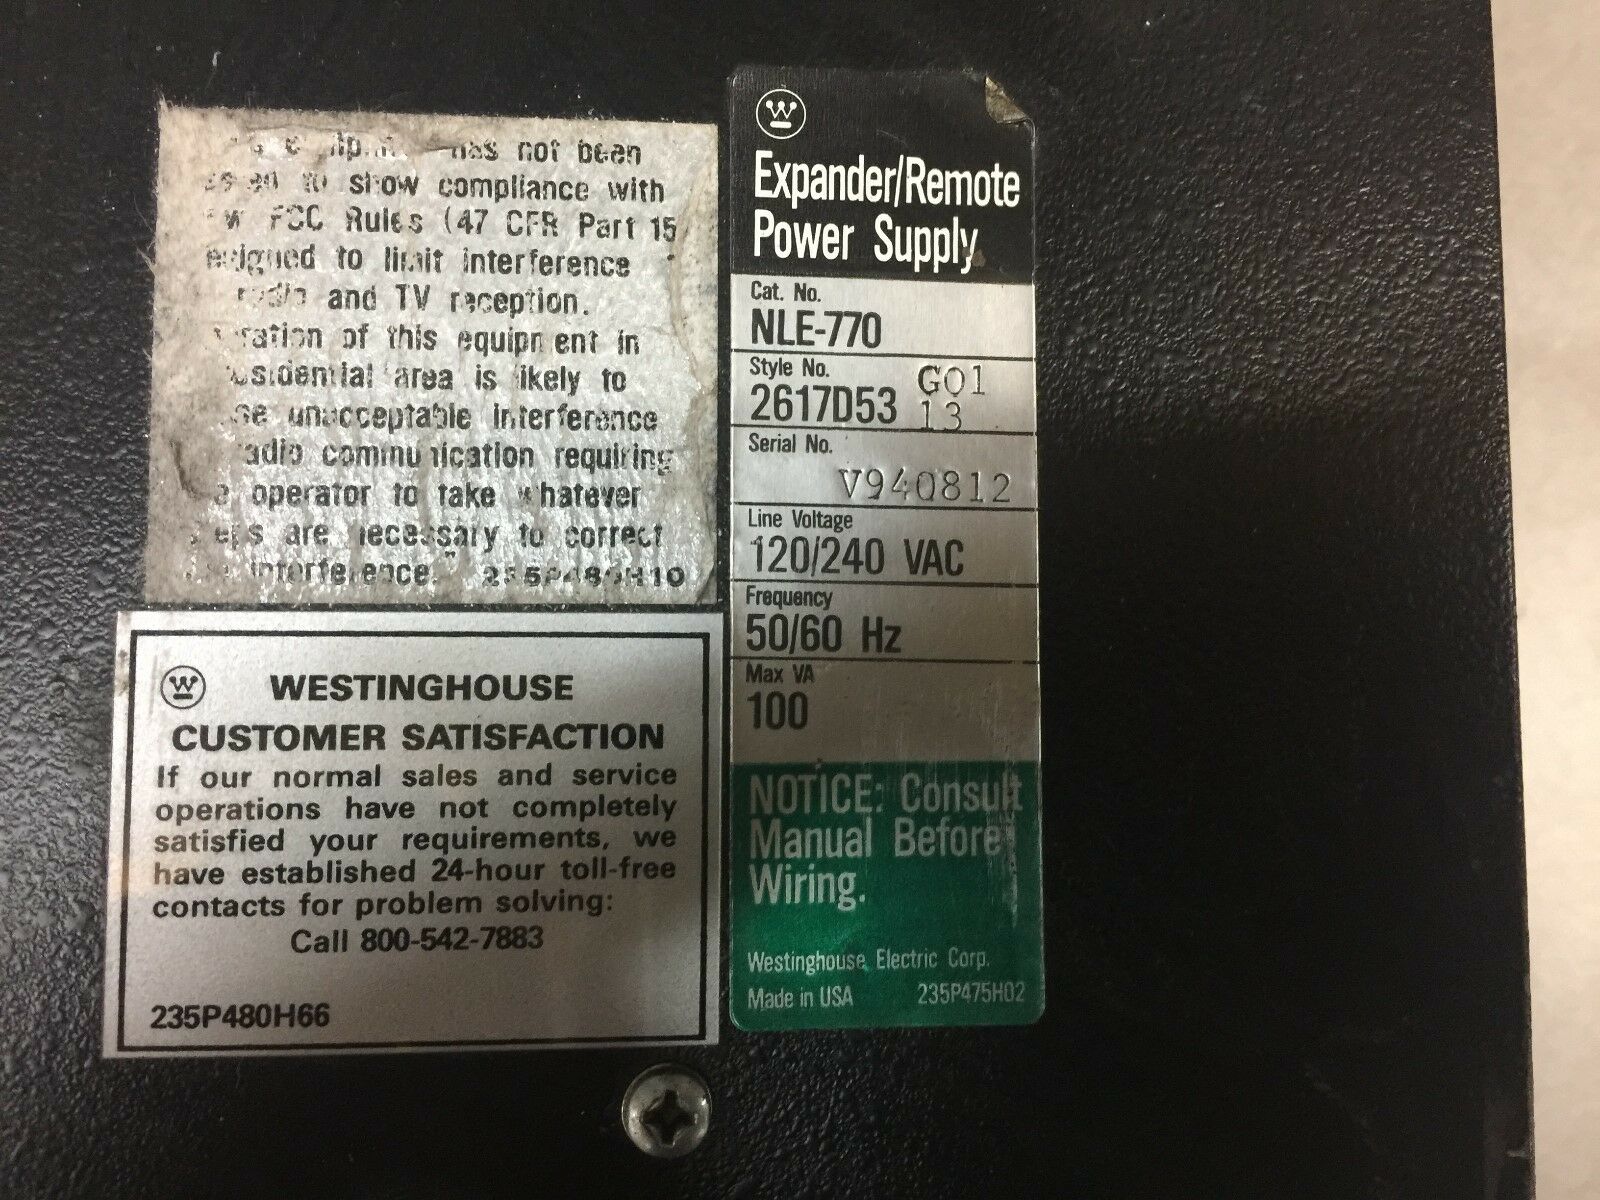 has not been
to show compliance with
FCC Rules (47 CFR Part 15
to limit interference
radio and TV reception.
of this equipment in
area is likely to
unacceptable interference
communication requiring
operator to take whatever
are necessary to correct
interference." 235P480H10
W WESTINGHOUSE
CUSTOMER SATISFACTION
If our normal sales and service
operations have not completely
satisfied your requirements, we
have established 24-hour toll-free
contacts for problem solving:
Call 800-542-7883
235P480H66
W
Expander/Remote
Power Supply
Cat. No.
NLE-770
Style No.
2617D53 G01
13
Serial No.
V940812
Line Voltage
120/240 VAC
Frequency
50/60 Hz
Max VA
100
NOTICE: Consult
Manual Before
Wiring.
Westinghouse Electric Corp.
Made in USA 235P475H02